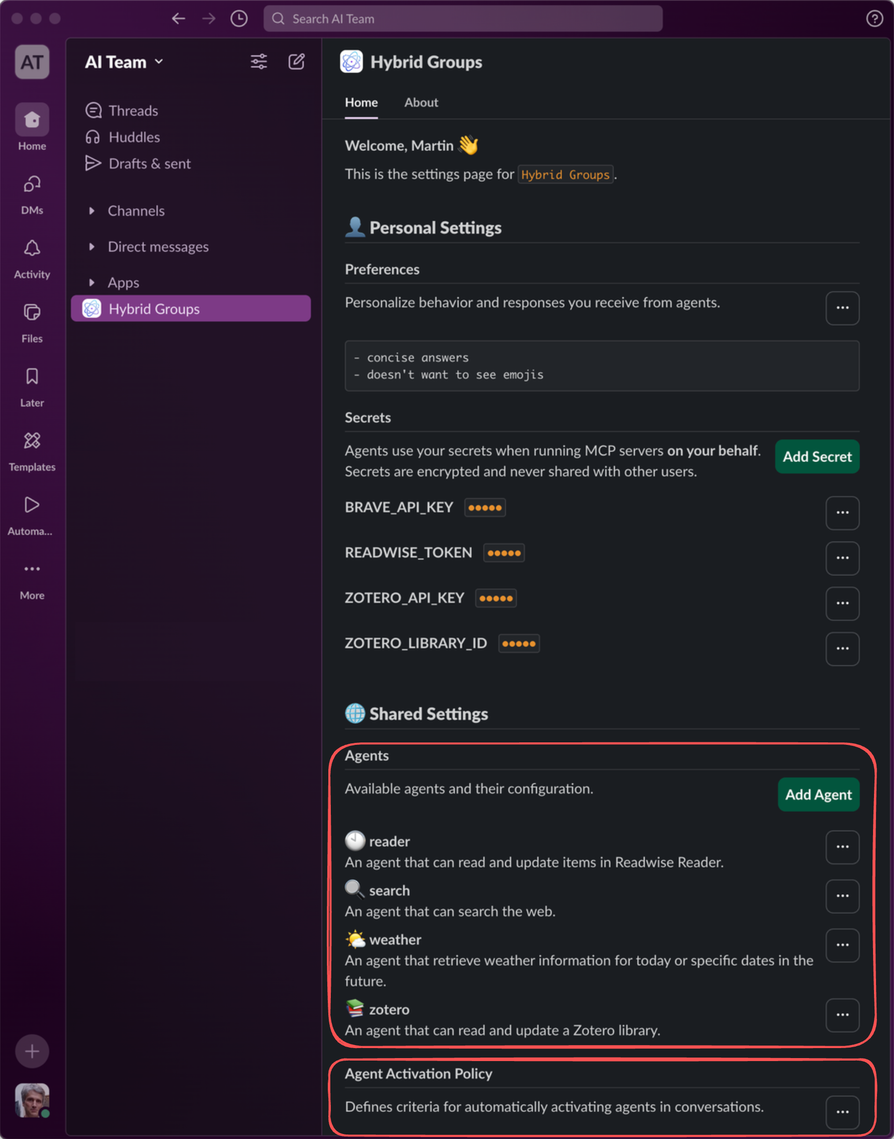 Search AI Team
AT
Home
DMs
Activity
Files
Later
Templates
Automa...
More
AI Team
Threads
Huddles
Drafts & sent
Channels
Direct messages
Apps
Hybrid Groups
Hybrid Groups
Home About
Welcome, Martin 👋
This is the settings page for Hybrid Groups.
Personal Settings
Preferences
Personalize behavior and responses you receive from agents.
- concise answers
- doesn't want to see emojis
Secrets
Agents use your secrets when running MCP servers on your behalf.
Secrets are encrypted and never shared with other users.
Add Secret
BRAVE_API_KEY •••••
READWISE_TOKEN •••••
ZOTERO_API_KEY •••••
ZOTERO_LIBRARY_ID •••••
Shared Settings
Agents
Available agents and their configuration.
Add Agent
reader
An agent that can read and update items in Readwise Reader.
search
An agent that can search the web.
weather
An agent that retrieve weather information for today or specific dates in the
future.
zotero
An agent that can read and update a Zotero library.
Agent Activation Policy
Defines criteria for automatically activating agents in conversations.